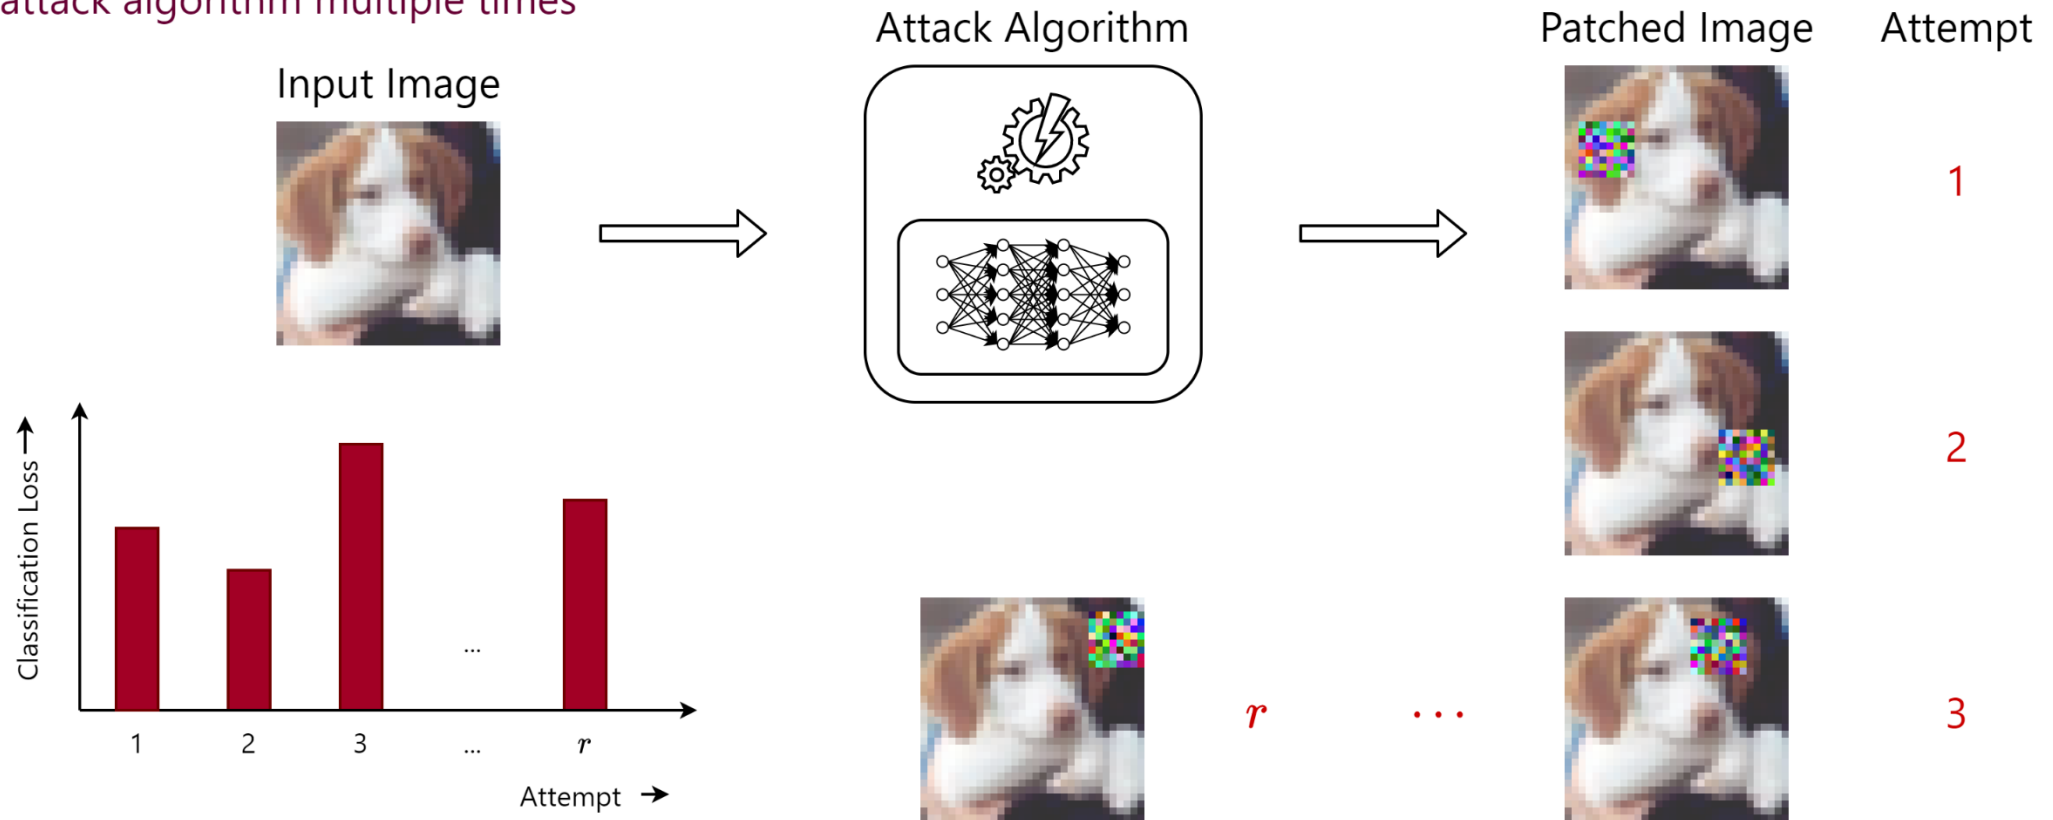 attack algorithm multiple times
Input Image
Attack Algorithm
Patched Image
Attempt
1
2
3
...
r
Classification Loss
...
1
2
3
...
r
Attempt